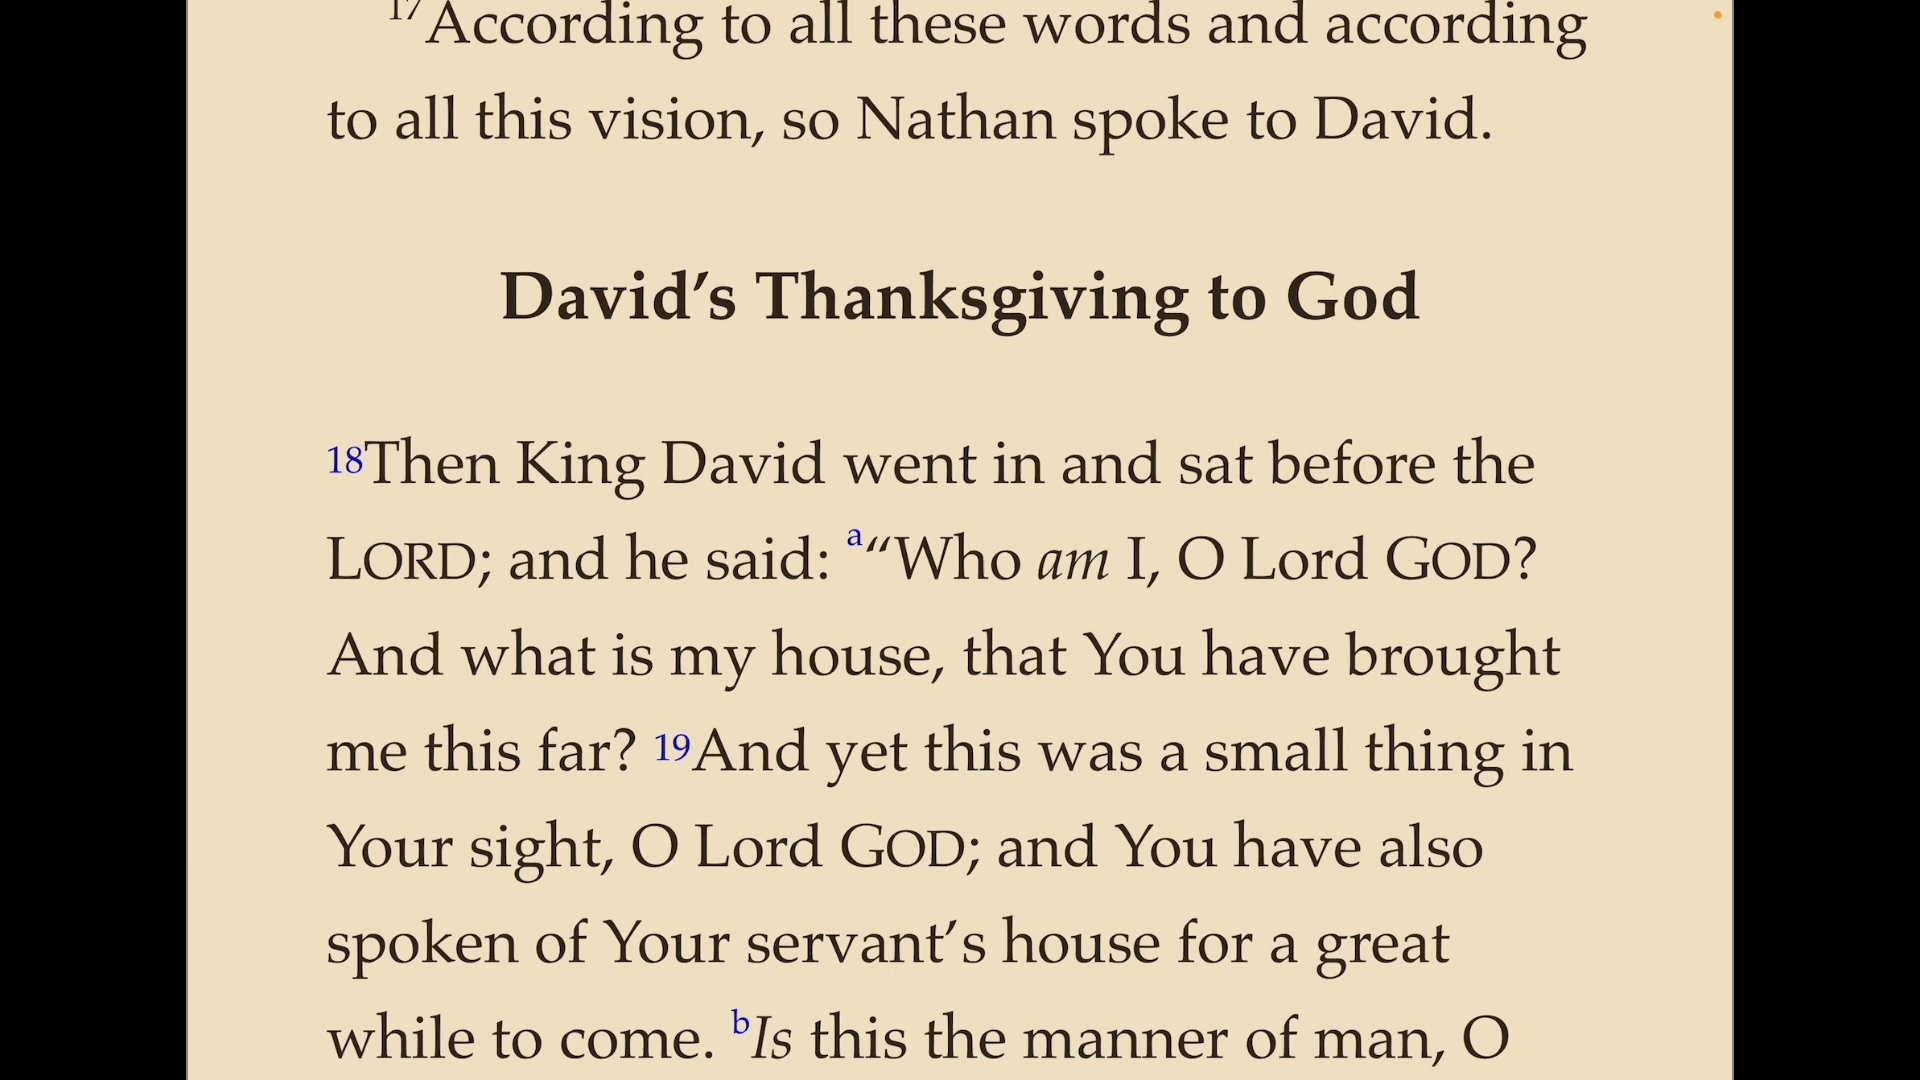 17According to all these words and according
to all this vision, so Nathan spoke to David.
David’s Thanksgiving to God
18Then King David went in and sat before the
LORD; and he said: a“Who am I, O Lord GOD?
And what is my house, that You have brought
me this far? 19And yet this was a small thing in
Your sight, O Lord GOD; and You have also
spoken of Your servant’s house for a great
while to come. bIs this the manner of man, O